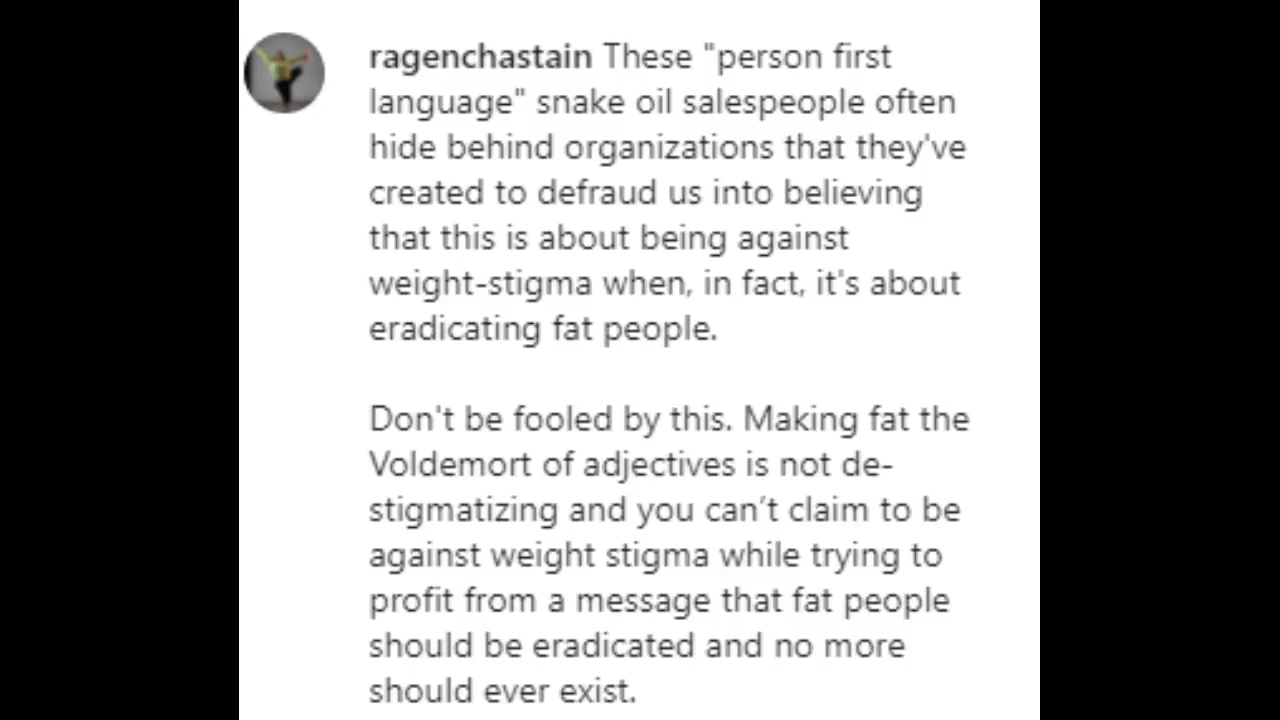 ragenchastain These "person first
language" snake oil salespeople often
hide behind organizations that they've
created to defraud us into believing
that this is about being against
weight-stigma when, in fact, it's about
eradicating fat people.
Don't be fooled by this. Making fat the
Voldemort of adjectives is not de-
stigmatizing and you can’t claim to be
against weight stigma while trying to
profit from a message that fat people
should be eradicated and no more
should ever exist.